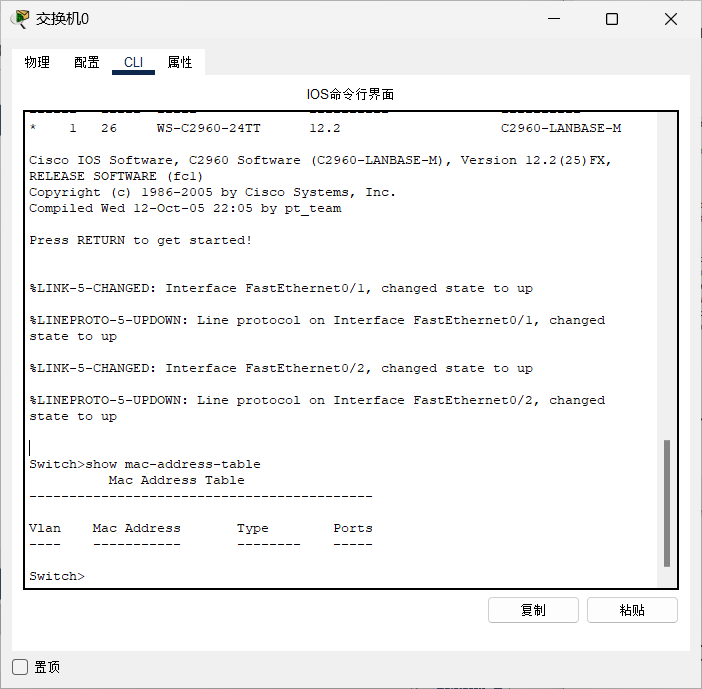 交换机0
物理 配置 CLI 属性
IOS命令行界面
------ ----- ----- ---------- ----------
* 1 26 WS-C2960-24TT 12.2 C2960-LANBASE-M
Cisco IOS Software, C2960 Software (C2960-LANBASE-M), Version 12.2(25)FX,
RELEASE SOFTWARE (fc1)
Copyright (c) 1986-2005 by Cisco Systems, Inc.
Compiled Wed 12-Oct-05 22:05 by pt_team
Press RETURN to get started!
%LINK-5-CHANGED: Interface FastEthernet0/1, changed state to up
%LINEPROTO-5-UPDOWN: Line protocol on Interface FastEthernet0/1, changed
state to up
%LINK-5-CHANGED: Interface FastEthernet0/2, changed state to up
%LINEPROTO-5-UPDOWN: Line protocol on Interface FastEthernet0/2, changed
state to up
Switch>show mac-address-table
Mac Address Table
-------------------------------------------
Vlan Mac Address Type Ports
---- ----------- -------- -----
Switch>
复制 粘贴
置顶